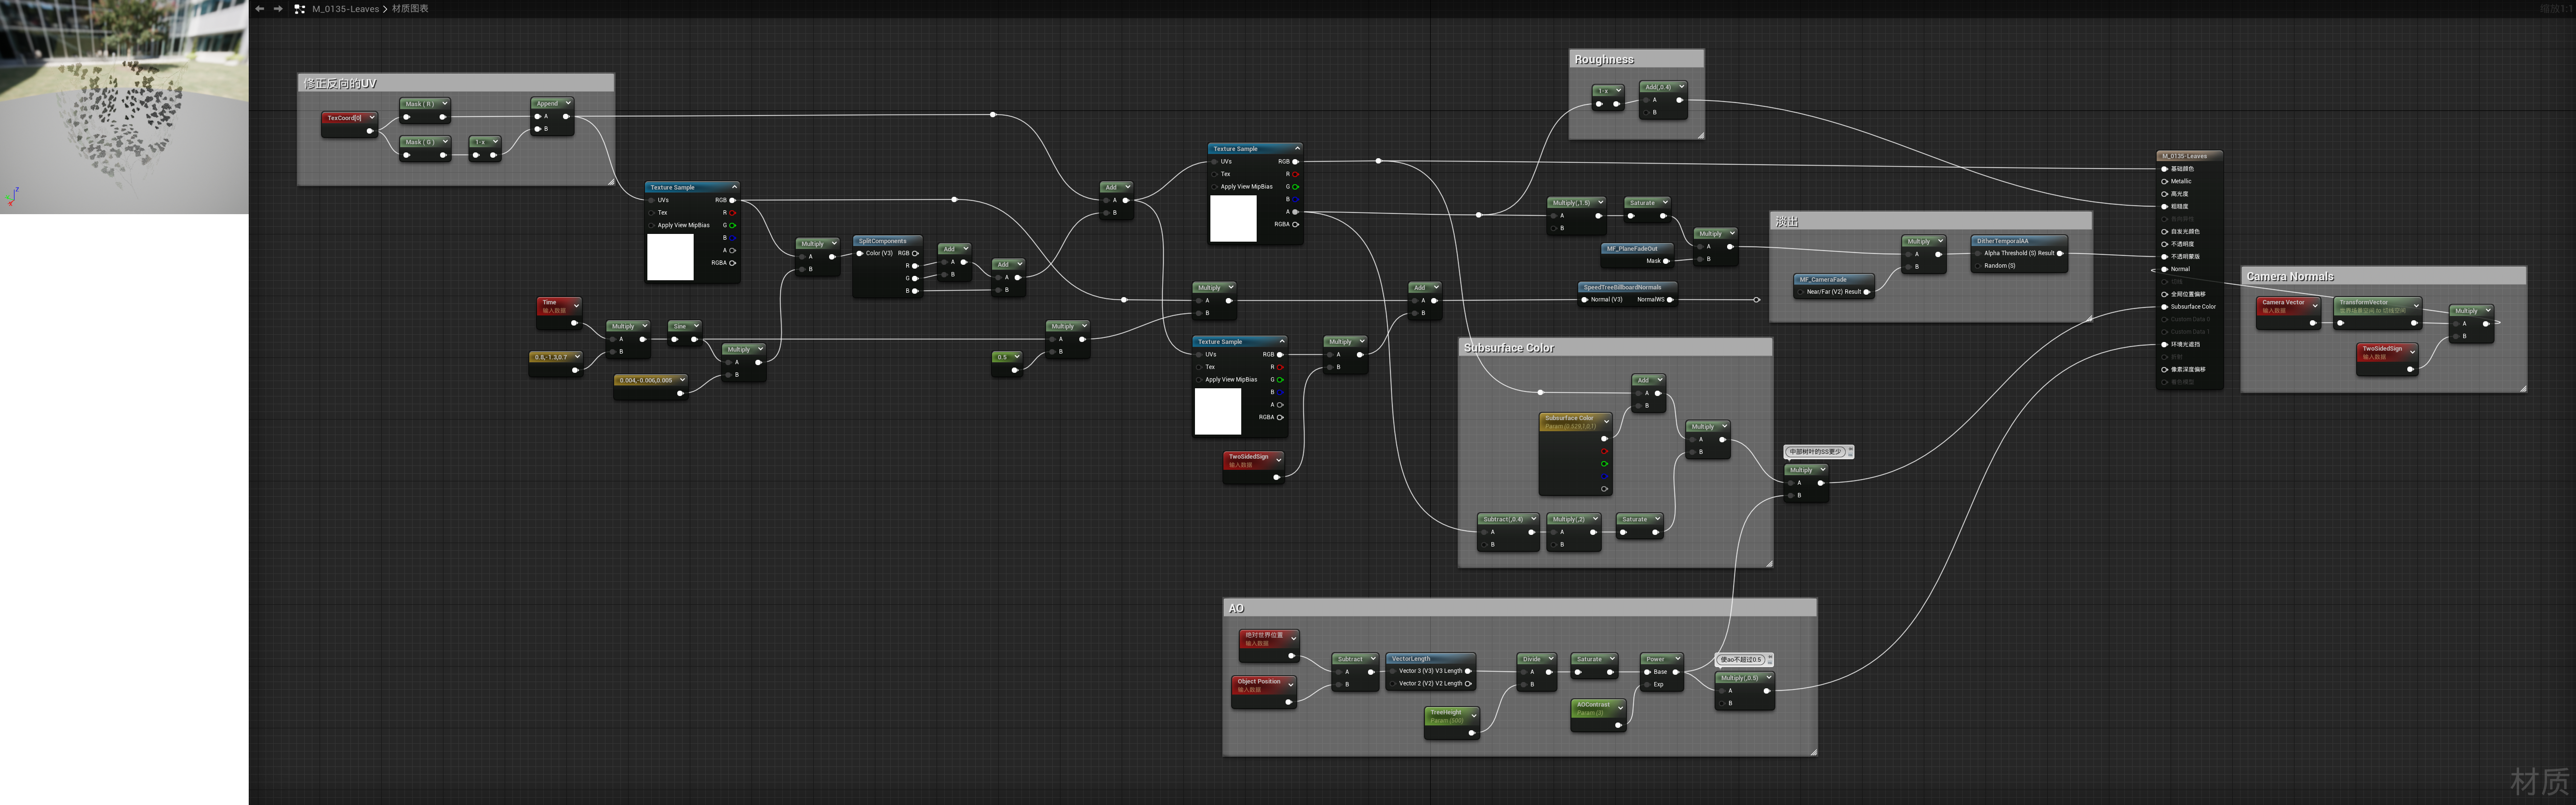 M_0135-Leaves > 材质图表
缩放1:1
修正反向的UV
TexCoord[0]
Mask ( R )
Mask ( G )
1-x
Append
A
B
Texture Sample
UVs
RGB
Tex
R
Apply View MipBias
G
B
A
RGBA
Time
输入数据
0.8,-1.3,0.7
Multiply
A
B
Sine
0.004,-0.006,0.005
Multiply
A
B
Multiply
A
B
SplitComponents
Color (V3) RGB
R
G
B
Add
A
B
Add
A
B
0.5
Multiply
A
B
Add
A
B
Texture Sample
UVs
RGB
Tex
R
Apply View MipBias
G
B
A
RGBA
Multiply
A
B
Texture Sample
UVs
RGB
Tex
R
Apply View MipBias
G
B
A
RGBA
TwoSidedSign
输入数据
Multiply
A
B
Add
A
B
Roughness
1-x
Add(,0.4)
A
B
Multiply(,1.5)
A
B
Saturate
MF_PlaneFadeOut
Mask
Multiply
A
B
SpeedTreeBillboardNormals
Normal (V3) NormalWS
淡出
MF_CameraFade
Near/Far (V2) Result
Multiply
A
B
DitherTemporalAA
Alpha Threshold (S) Result
Random (S)
Subsurface Color
Add
A
B
Subsurface Color
Param (0.529,1,0,1)
Multiply
A
B
Subtract(,0.4)
A
B
Multiply(,2)
A
B
Saturate
中部树叶的SS更少
Multiply
A
B
AO
绝对世界位置
输入数据
Object Position
输入数据
Subtract
A
B
VectorLength
Vector 3 (V3) V3 Length
Vector 2 (V2) V2 Length
TreeHeight
Param (500)
Divide
A
B
Saturate
AOContrast
Param (3)
Power
Base
Exp
使ao不超过0.5
Multiply(,0.5)
A
B
M_0135-Leaves
基础颜色
Metallic
高光度
粗糙度
各向异性
自发光颜色
不透明度
不透明蒙版
Normal
切线
全局位置偏移
Subsurface Color
Custom Data 0
Custom Data 1
环境光遮挡
折射
像素深度偏移
着色模型
Camera Normals
Camera Vector
输入数据
TransformVector
世界场景空间 to 切线空间
TwoSidedSign
输入数据
Multiply
A
B
材质